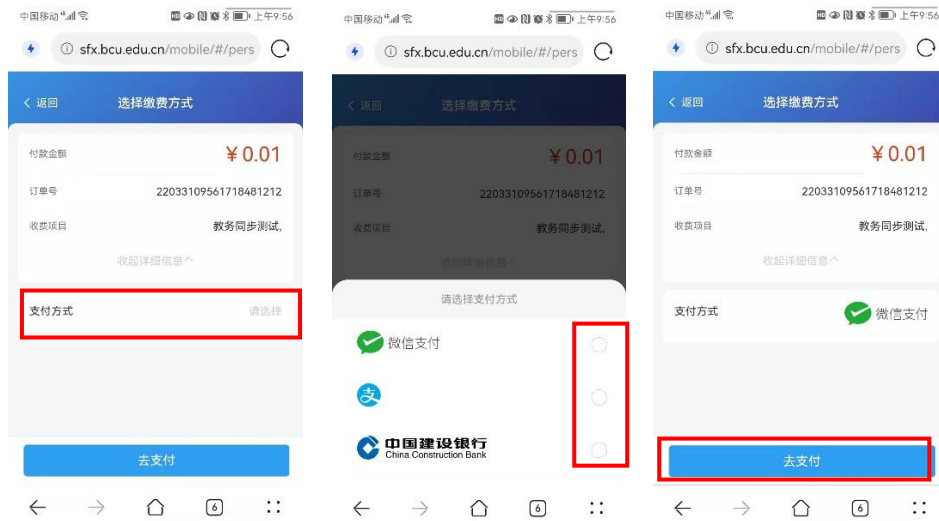 中国移动 上午9:56
sfx.bcu.edu.cn/mobile/#/pers
返回 选择缴费方式
付款金额 ¥0.01
订单号 22033109561718481212
收费项目 教务同步测试,
收起详细信息
支付方式 请选择
去支付
6
中国移动 上午9:56
sfx.bcu.edu.cn/mobile/#/pers
返回 选择缴费方式
付款金额 ¥0.01
订单号 22033109561718481212
收费项目 教务同步测试,
收起详细信息
请选择支付方式
微信支付
支
中国建设银行
China Construction Bank
6
中国移动 上午9:56
sfx.bcu.edu.cn/mobile/#/pers
返回 选择缴费方式
付款金额 ¥0.01
订单号 22033109561718481212
收费项目 教务同步测试,
收起详细信息
支付方式 微信支付
去支付
6